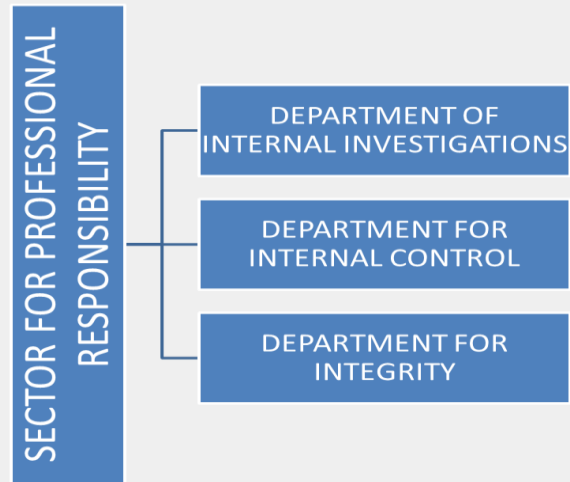 SECTOR FOR PROFESSIONAL
RESPONSIBILITY
DEPARTMENT OF
INTERNAL INVESTIGATIONS
DEPARTMENT FOR
INTERNAL CONTROL
DEPARTMENT FOR
INTEGRITY